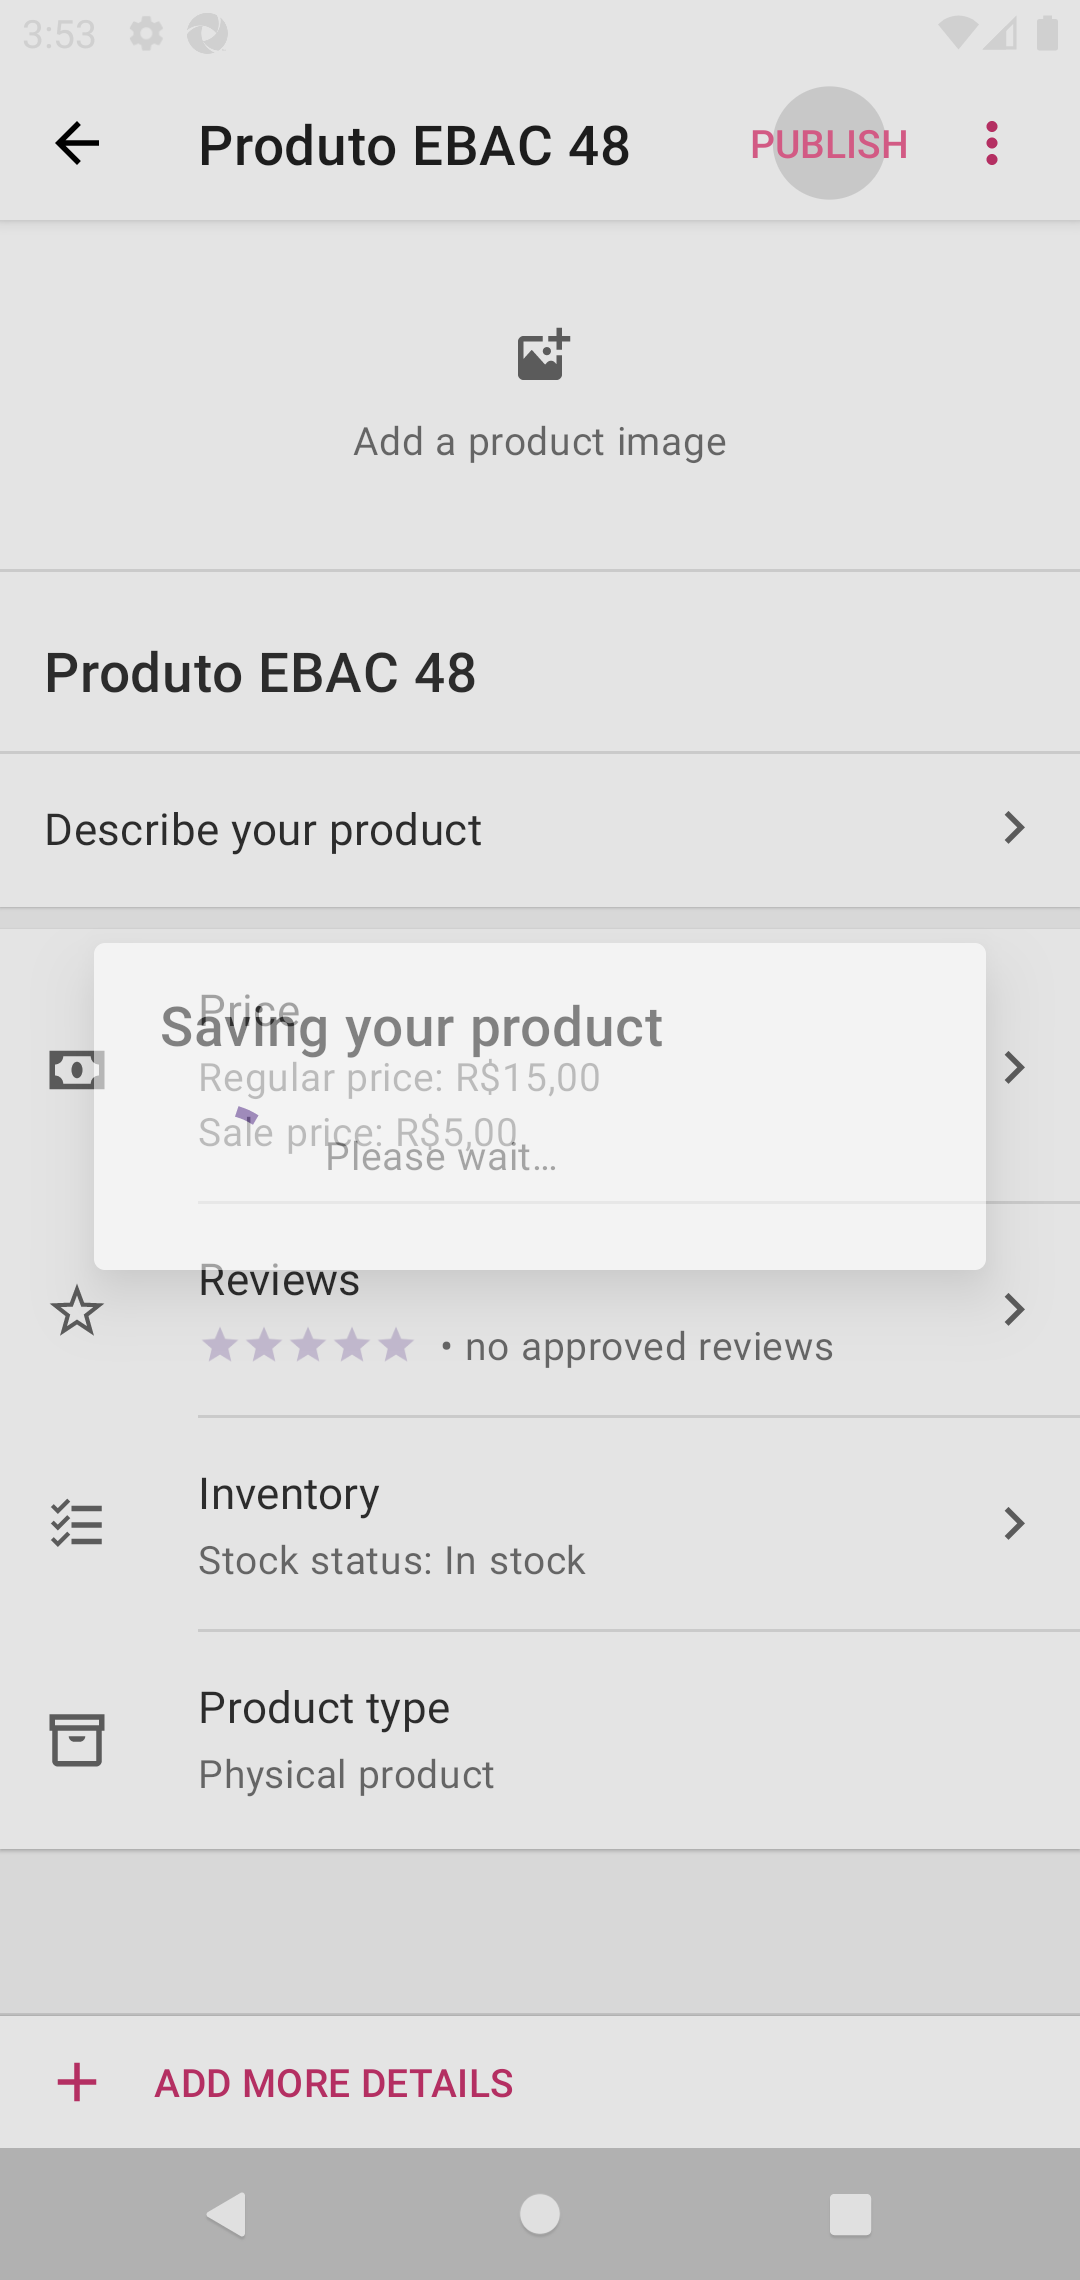 3:53
Produto EBAC 48
PUBLISH
Add a product image
Produto EBAC 48
Describe your product
Price
Saving your product
Regular price: R$15,00
Sale price: R$5,00
Please wait…
Reviews
• no approved reviews
Inventory
Stock status: In stock
Product type
Physical product
ADD MORE DETAILS